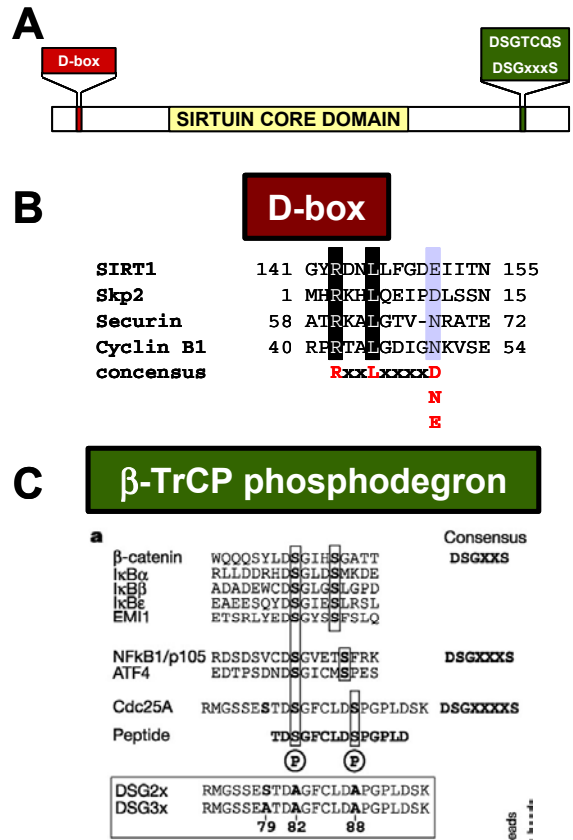 A
D-box
DSGTCQS
DSGxxxS
SIRTUIN CORE DOMAIN
B
D-box
SIRT1 141 GYRDNLLFGDEIITN 155
Skp2 1 MHRKHLQEIPDLSSN 15
Securin 58 ATRKALGTV-NRATE 72
Cyclin B1 40 RPRTALGDIGNKVSE 54
concensus RxxLxxxxD
N
E
C
β-TrCP phosphodegron
a
Consensus
β-catenin WQQQSYLDSGIHSGATT DSGXXS
IκBα RLLDDRHDSGLDSMKDE
IκBβ ADADEWCDSGLGSLGPD
IκBε EAEESQYDSGIESLRSL
EMI1 ETSRLYEDSGYSSFSLQ
NFkB1/p105 RDSDSVCDSGVETSFRK DSGXXXS
ATF4 EDTPSDNDSGICMSPES
Cdc25A RMGSSESTDSGFCLDSPGPLDSK DSGXXXXS
Peptide TDSGFCLDSPGPLD
P P
DSG2x RMGSSESTDAGFCLDAPGPLDSK
DSG3x RMGSSEATDAGFCLDAPGPLDSK
79 82 88
eads